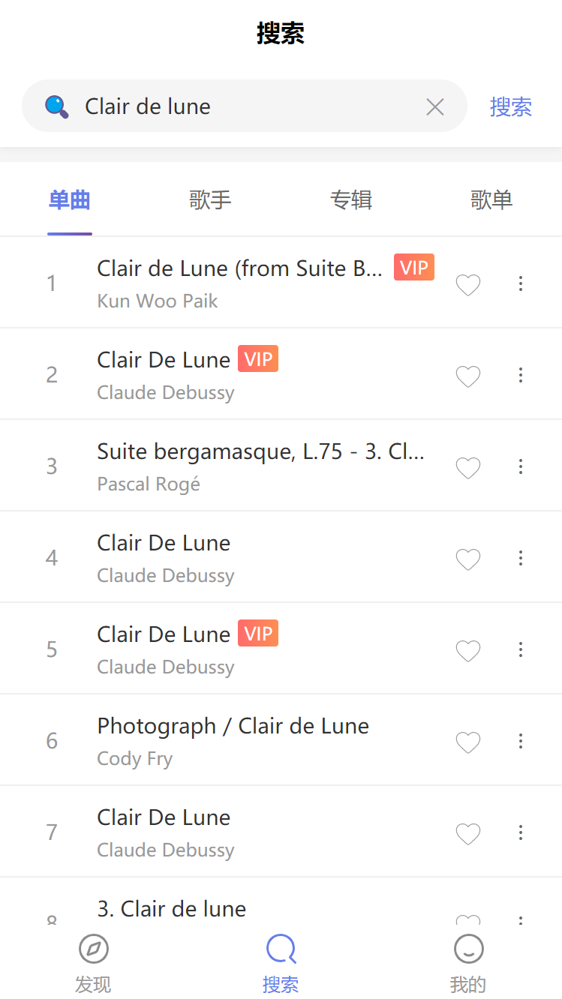 搜索
Clair de lune
搜索
单曲 歌手 专辑 歌单
1 Clair de Lune (from Suite B... VIP
Kun Woo Paik
2 Clair De Lune VIP
Claude Debussy
3 Suite bergamasque, L.75 - 3. Cl...
Pascal Rogé
4 Clair De Lune
Claude Debussy
5 Clair De Lune VIP
Claude Debussy
6 Photograph / Clair de Lune
Cody Fry
7 Clair De Lune
Claude Debussy
8 3. Clair de lune
发现 搜索 我的